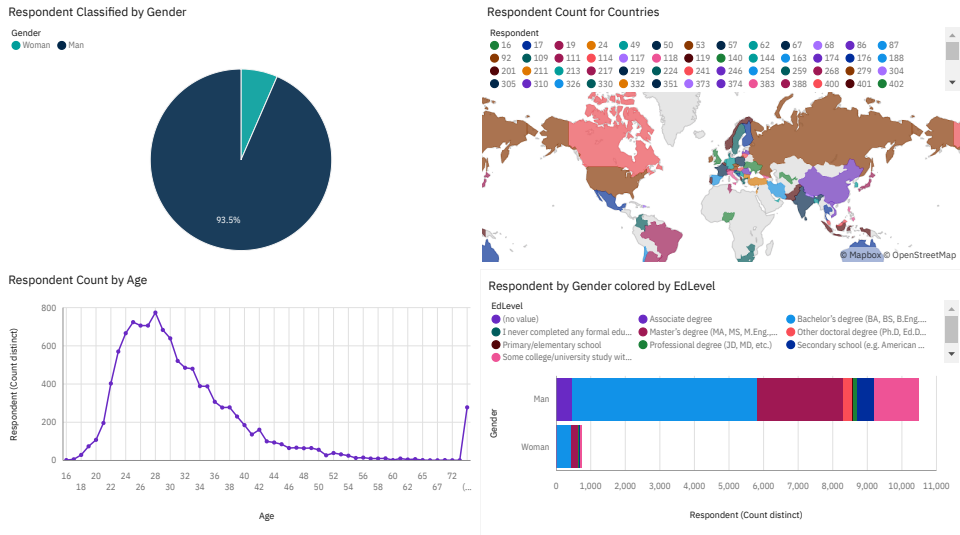 Respondent Classified by Gender
Gender
Woman Man
93.5%
Respondent Count for Countries
Respondent
16 17 19 24 49 50 53 57 62 67 68 86 87
92 109 111 114 117 118 119 140 144 163 174 176 188
201 211 213 217 219 224 241 246 254 259 268 279 304
305 310 326 330 332 351 373 374 383 388 400 401 402
© Mapbox © OpenStreetMap
Respondent Count by Age
Respondent (Count distinct)
800
600
400
200
0
16 20 24 28 32 36 40 44 48 52 56 60 65 72
18 22 26 30 34 38 42 46 50 54 58 62 67 (...
Age
Respondent by Gender colored by EdLevel
EdLevel
(no value) Associate degree Bachelor's degree (BA, BS, B.Eng....
I never completed any formal edu... Master's degree (MA, MS, M.Eng.,... Other doctoral degree (Ph.D, Ed.D...
Primary/elementary school Professional degree (JD, MD, etc.) Secondary school (e.g. American ...
Some college/university study wit...
Gender
Man
Woman
0 1,000 2,000 3,000 4,000 5,000 6,000 7,000 8,000 9,000 10,000 11,000
Respondent (Count distinct)